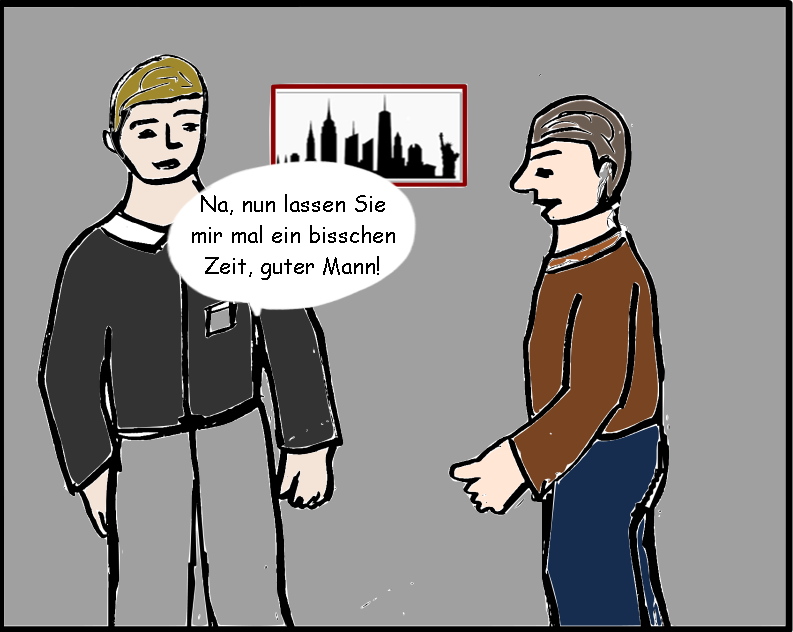 Na, nun lassen Sie
mir mal ein bisschen
Zeit, guter Mann!